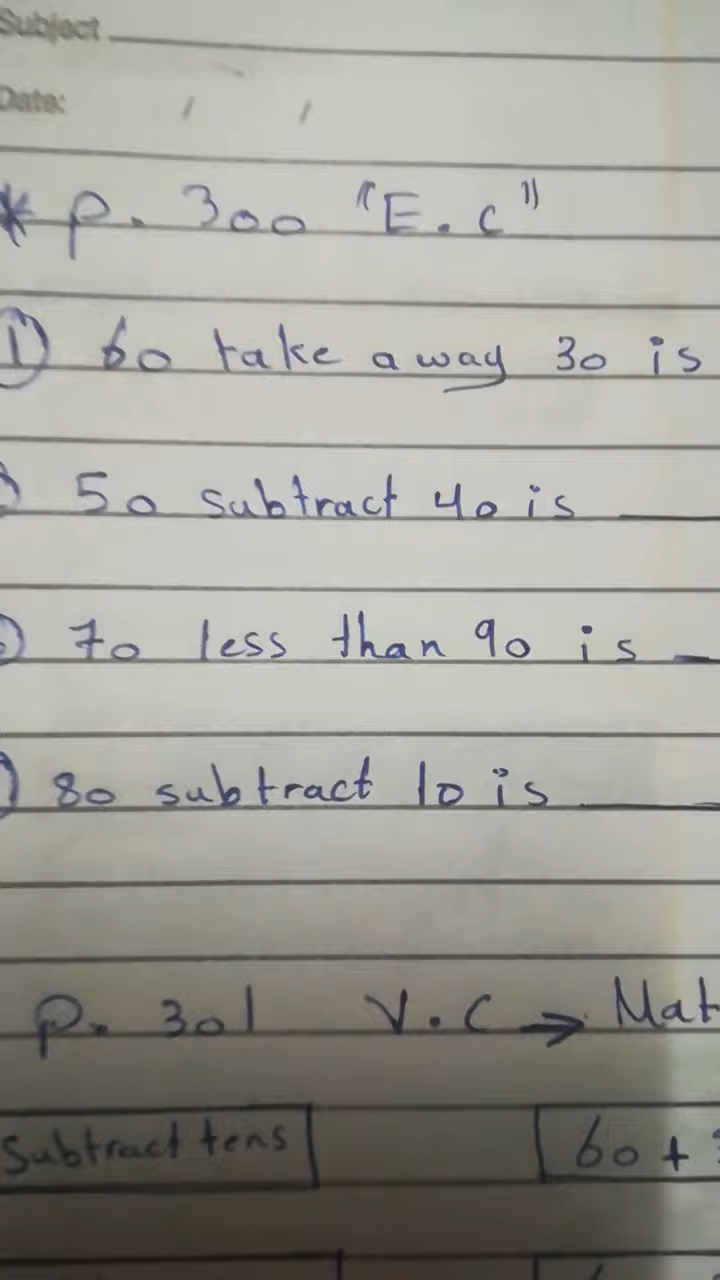 Subject
Date: / /
* p. 300 "E.C"
1 60 take away 30 is
50 subtract 40 is
70 less than 90 is
80 subtract 10 is
p. 301 V.C → Mat
Subtract tens
60 +